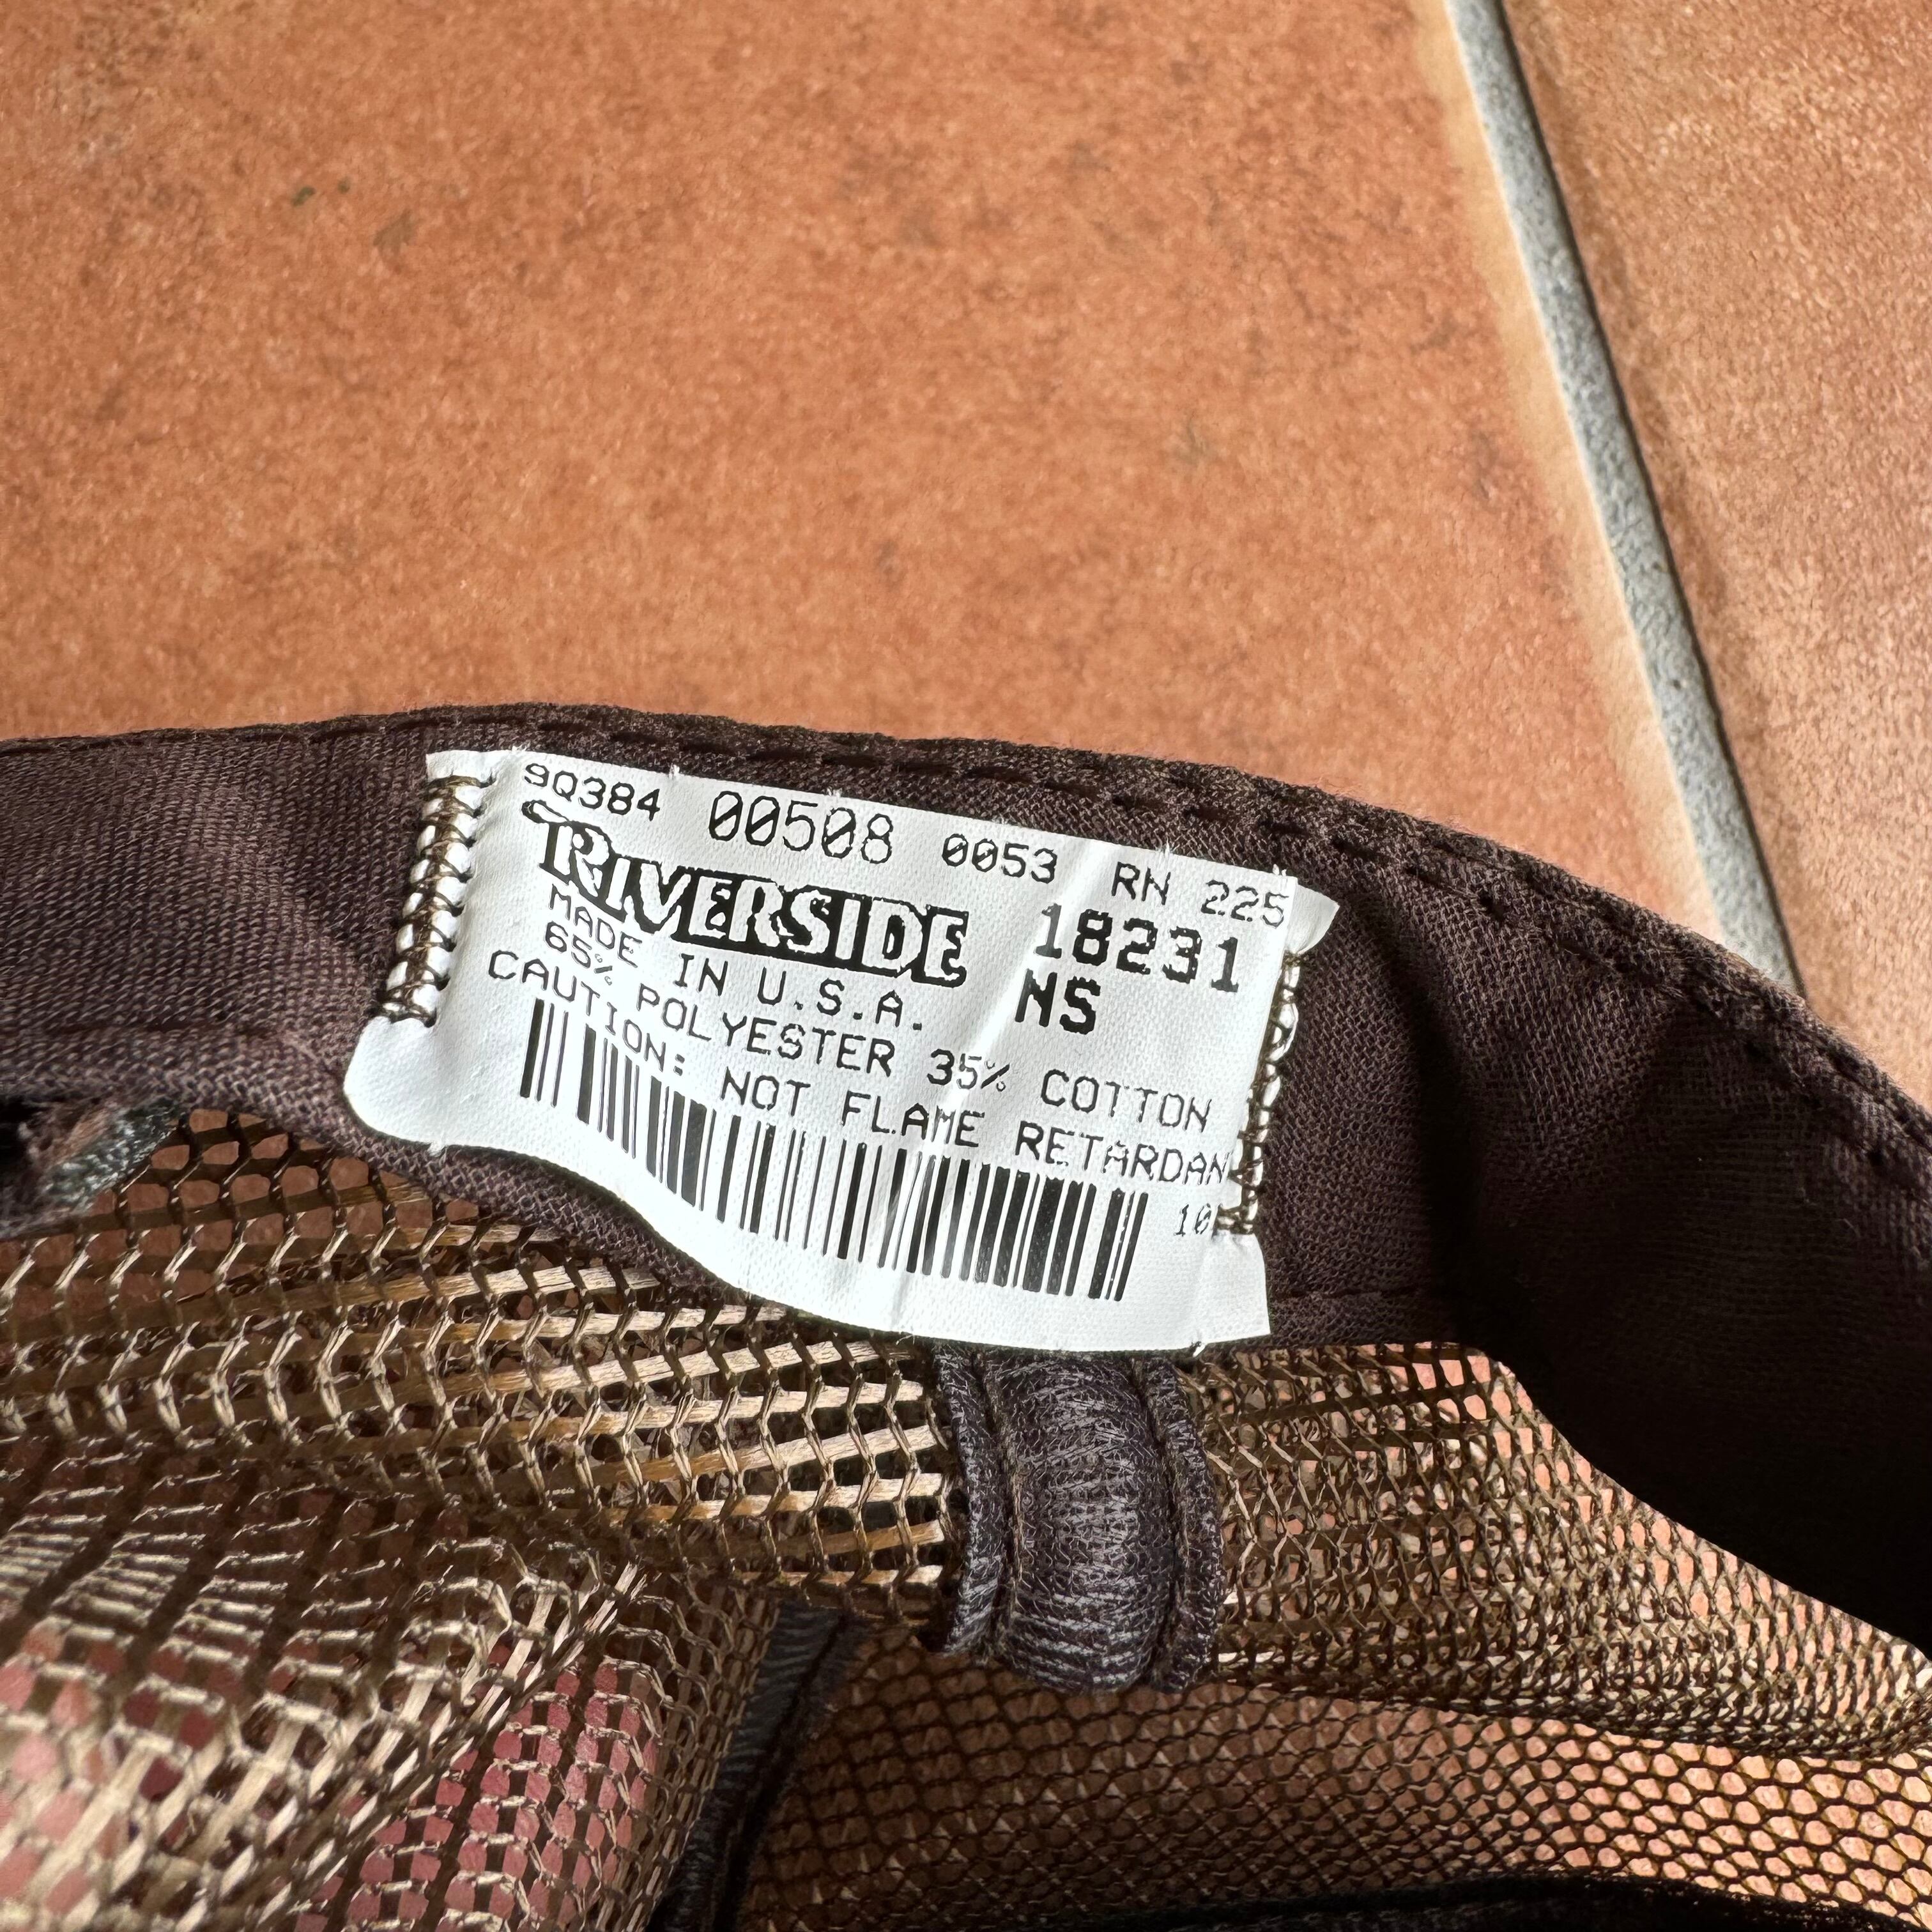 9Q384 00508 0053 RN 225
RIVERSIDE 18231
MADE IN U.S.A. NS
65% POLYESTER 35% COTTON
CAUTION: NOT FLAME RETARDAN
10